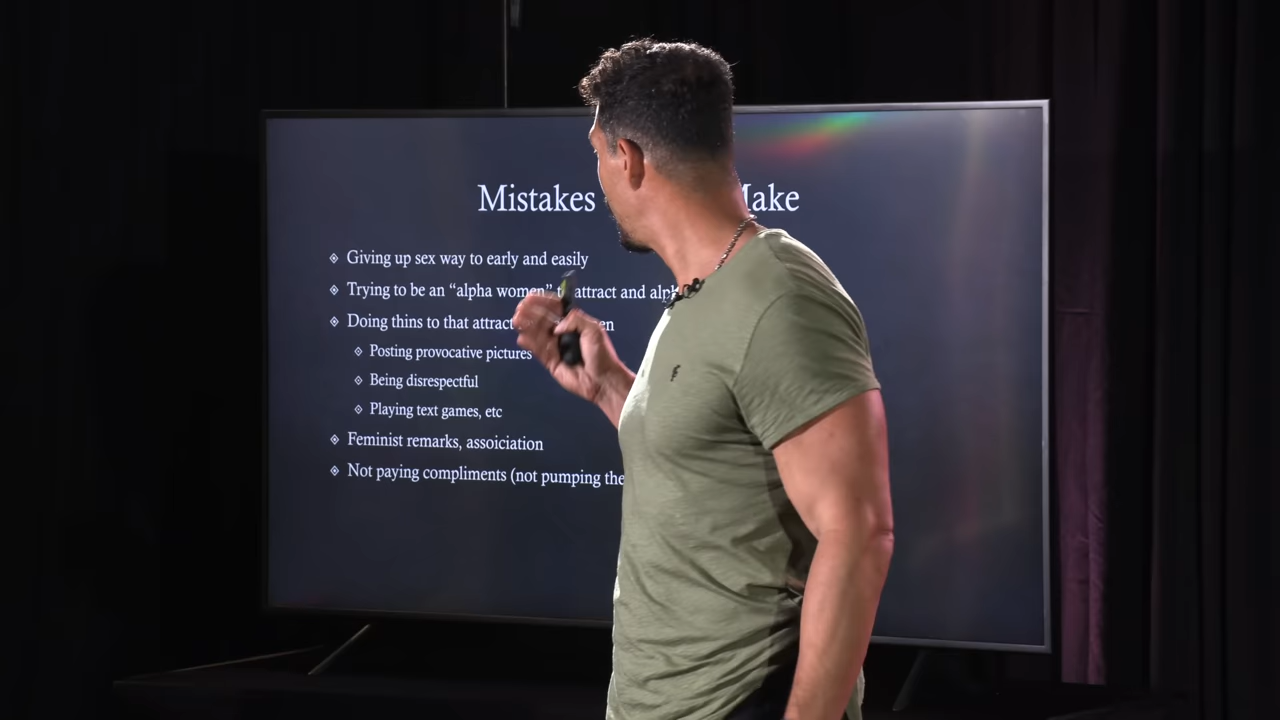 Mistakes Make
Giving up sex way to early and easily
Trying to be an “alpha women” to attract and
Doing thins to that attract
Posting provocative pictures
Being disrespectful
Playing text games, etc
Feminist remarks, assoiciation
Not paying compliments (not pumping the